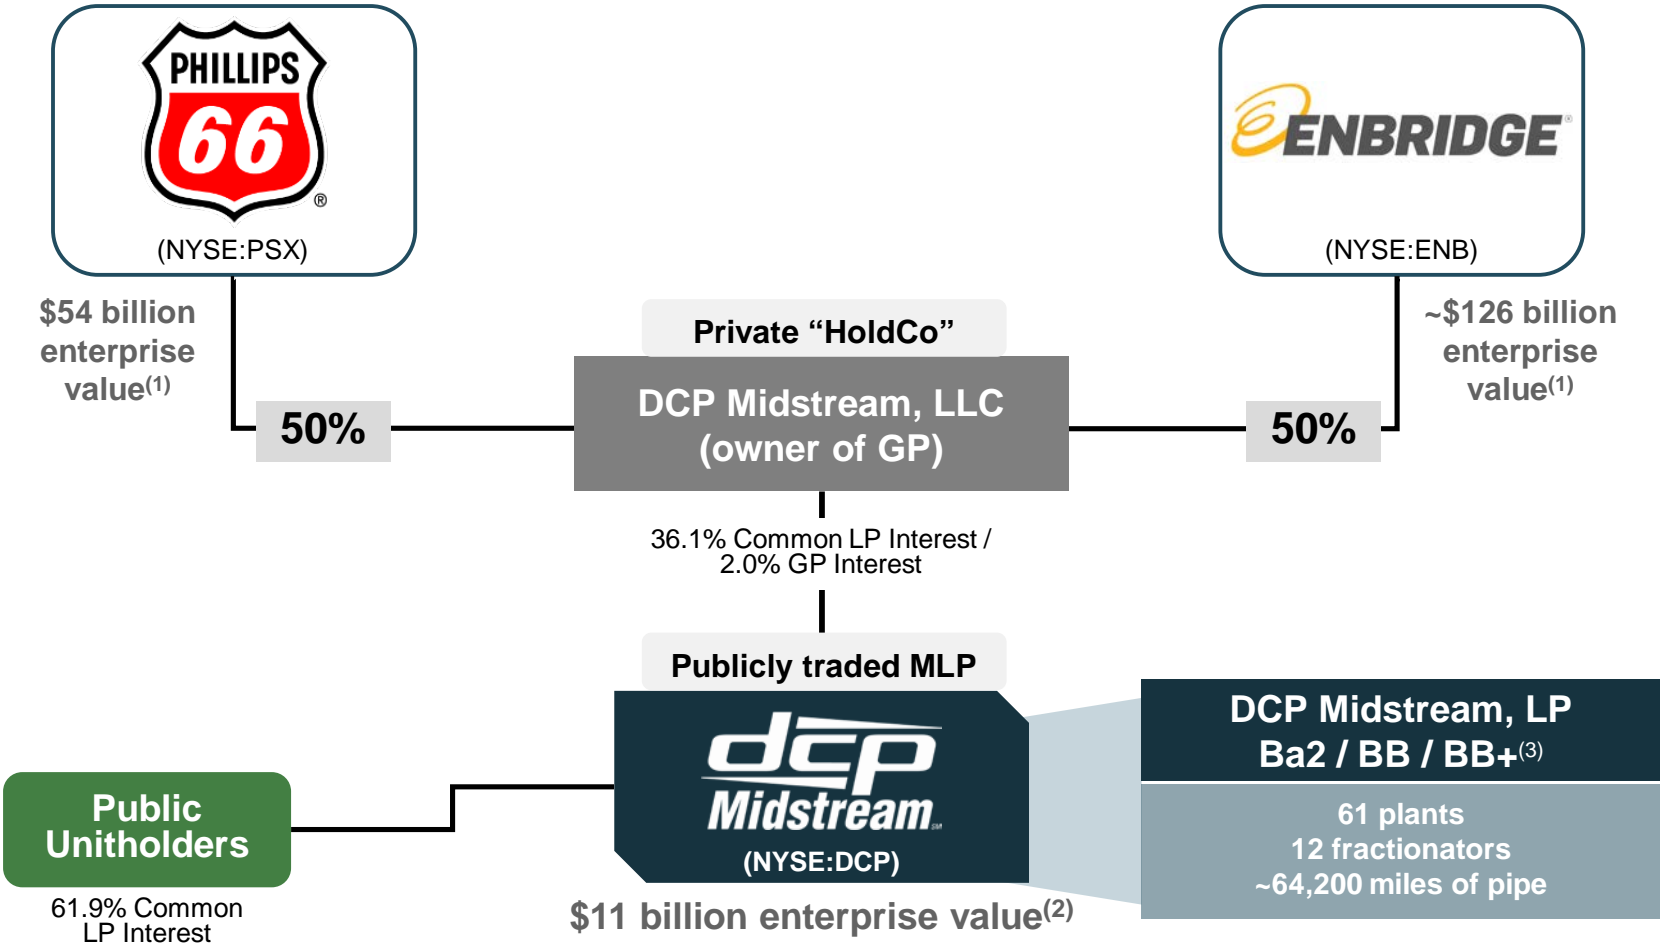 PHILLIPS
66
®
(NYSE:PSX)
ENBRIDGE®
(NYSE:ENB)
$54 billion
enterprise
value(1)
~$126 billion
enterprise
value(1)
Private “HoldCo”
DCP Midstream, LLC
(owner of GP)
50%
50%
36.1% Common LP Interest /
2.0% GP Interest
Publicly traded MLP
dcp
Midstream℠
(NYSE:DCP)
$11 billion enterprise value(2)
DCP Midstream, LP
Ba2 / BB / BB+(3)
61 plants
12 fractionators
~64,200 miles of pipe
Public
Unitholders
61.9% Common
LP Interest